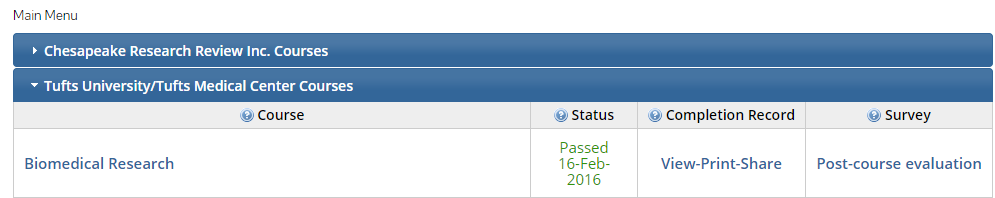 Main Menu
Chesapeake Research Review Inc. Courses
Tufts University/Tufts Medical Center Courses
Course Status Completion Record Survey
Biomedical Research
Passed
16-Feb-
2016
View-Print-Share
Post-course evaluation